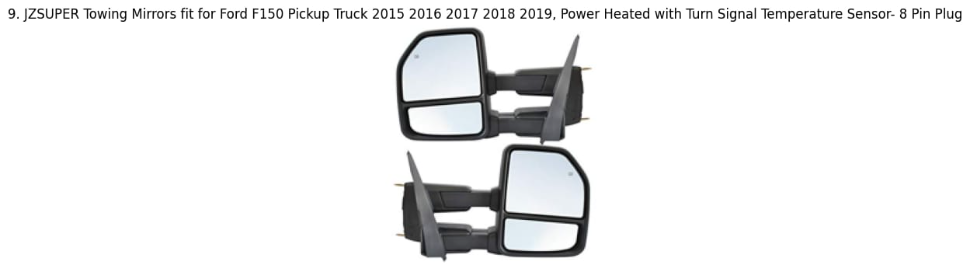 9. JZSUPER Towing Mirrors fit for Ford F150 Pickup Truck 2015 2016 2017 2018 2019, Power Heated with Turn Signal Temperature Sensor- 8 Pin Plug